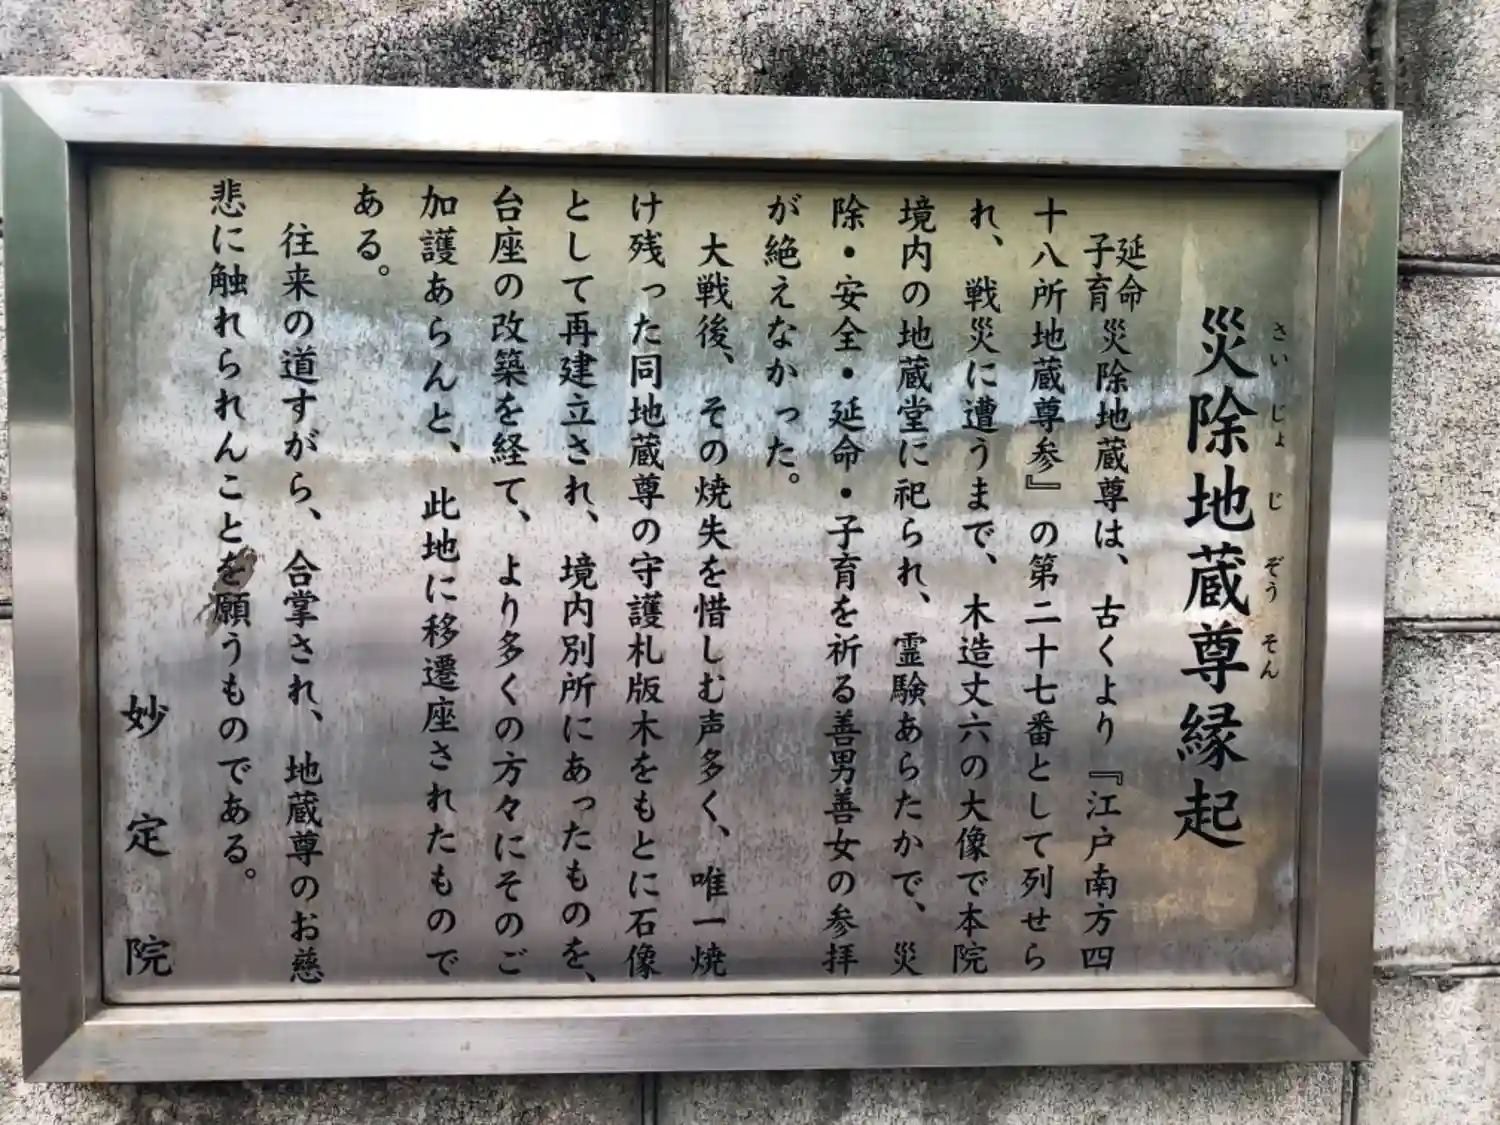 災除地蔵尊縁起
さいじょじぞうそん
延命
子育
災除地蔵尊は、古くより『江戸南方四
十八所地蔵尊参』の第二十七番として列せら
れ、戦災に遭うまで、木造丈六の大像で本院
境内の地蔵堂に祀られ、霊験あらたかで、災
除・安全・延命・子育を祈る善男善女の参拝
が絶えなかった。
大戦後、その焼失を惜しむ声多く、唯一焼
け残った同地蔵尊の守護札版木をもとに石像
として再建立され、境内別所にあったものを、
台座の改築を経て、より多くの方々にそのご
加護あらんと、此地に移遷座されたもので
ある。
往来の道すがら、合掌され、地蔵尊のお慈
悲に触れられんことを願うものである。
妙定院